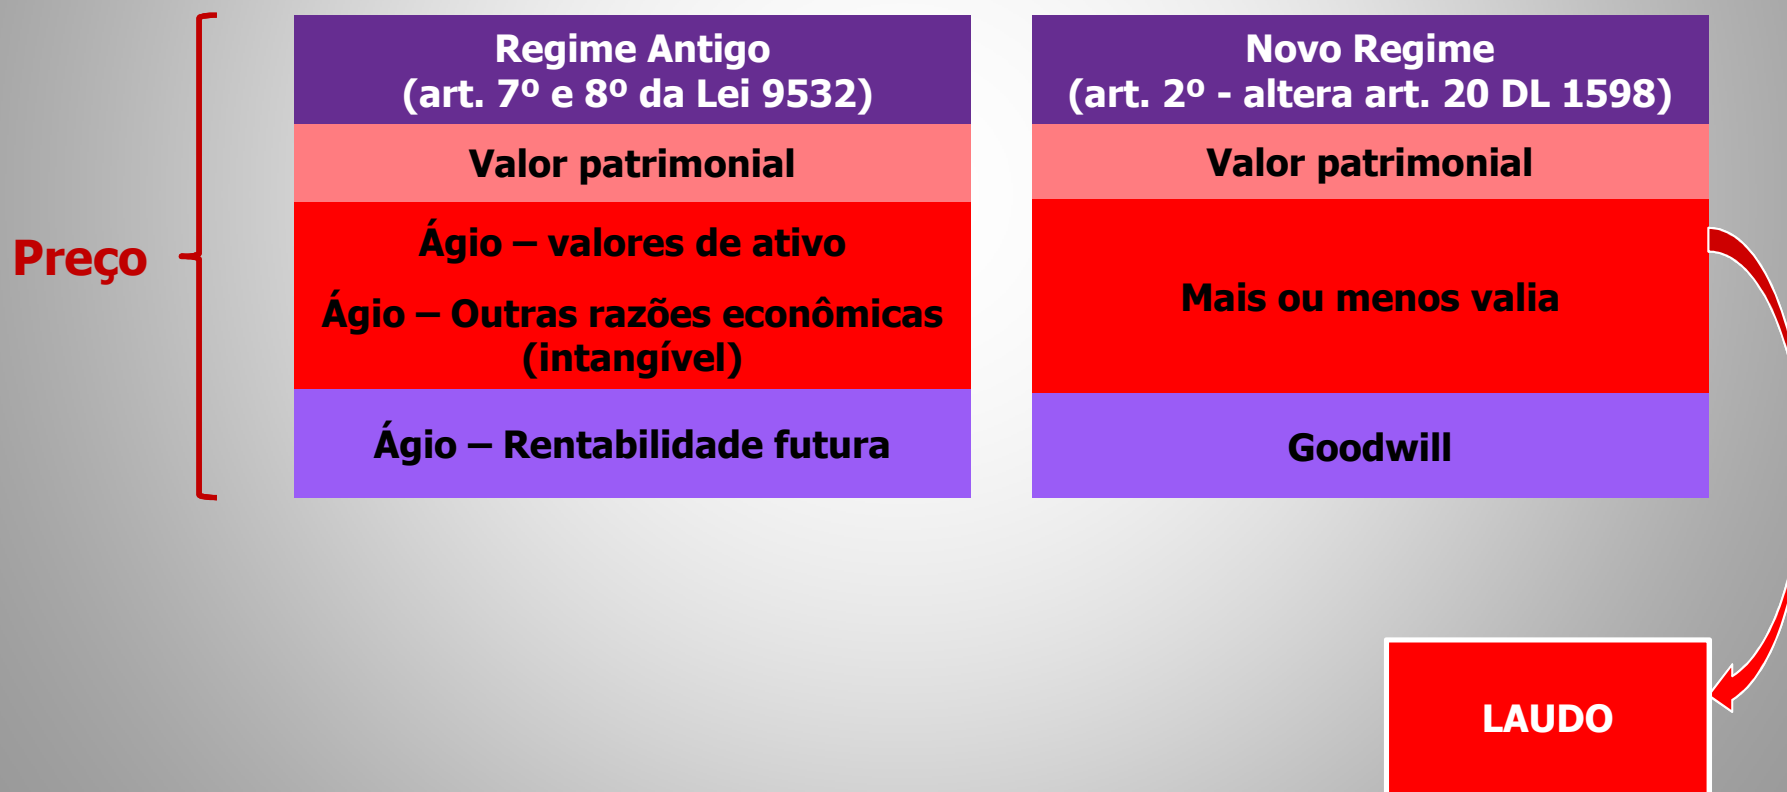 Preço
Regime Antigo
(art. 7º e 8º da Lei 9532)
Valor patrimonial
Ágio – valores de ativo
Ágio – Outras razões econômicas
(intangível)
Ágio – Rentabilidade futura
Novo Regime
(art. 2º - altera art. 20 DL 1598)
Valor patrimonial
Mais ou menos valia
Goodwill
LAUDO